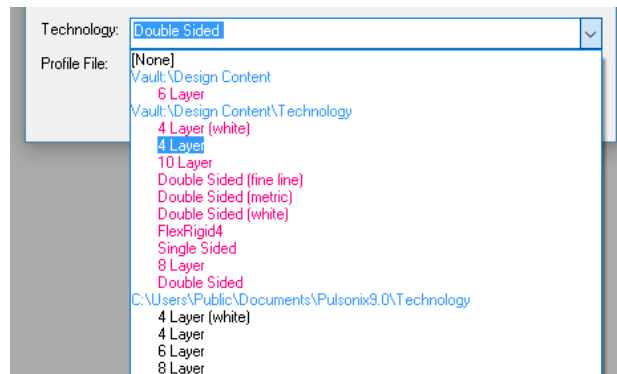 Technology: Double Sided
Profile File: [None]
Vault:\Design Content
6 Layer
Vault:\Design Content\Technology
4 Layer (white)
4 Layer
10 Layer
Double Sided (fine line)
Double Sided (metric)
Double Sided (white)
FlexRigid4
Single Sided
8 Layer
Double Sided
C:\Users\Public\Documents\Pulsonix9.0\Technology
4 Layer (white)
4 Layer
6 Layer
8 Layer